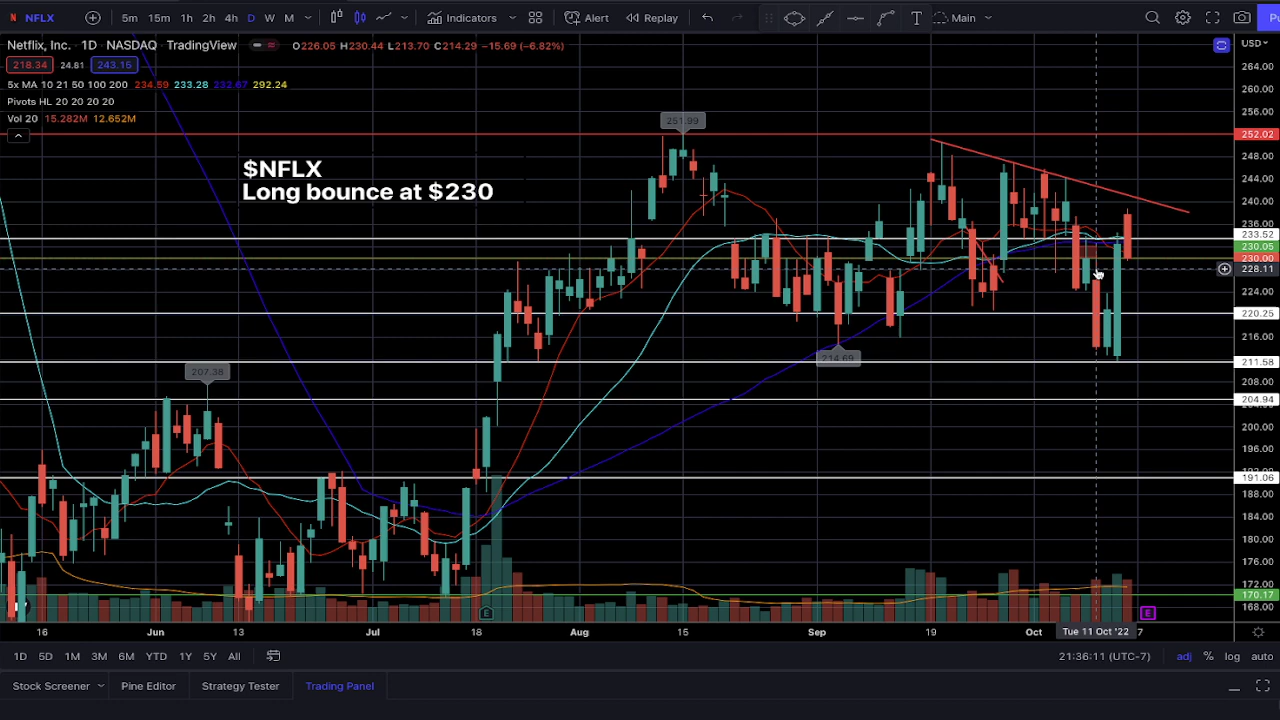 NFLX 5m 15m 1h 2h 4h D W M Indicators Alert Replay Main
Netflix, Inc. 1D NASDAQ TradingView O226.05 H230.44 L213.70 C214.29 −15.69 (−6.82%) USD
218.34 24.81 243.15
5x MA 10 21 50 100 200 234.59 233.28 232.67 292.24
Pivots HL 20 20 20 20
Vol 20 15.282M 12.652M
$NFLX
Long bounce at $230
251.99
207.38
214.69
264.00
260.00
256.00
252.02
248.00
244.00
240.00
236.00
233.52
230.05
230.00
228.11
224.00
220.25
216.00
211.58
208.00
204.94
200.00
196.00
191.06
188.00
184.00
180.00
176.00
172.00
170.17
168.00
E E
16 Jun 13 Jul 18 Aug 15 Sep 19 Oct Tue 11 Oct '22 7
1D 5D 1M 3M 6M YTD 1Y 5Y All 21:36:11 (UTC-7) adj % log auto
Stock Screener Pine Editor Strategy Tester Trading Panel